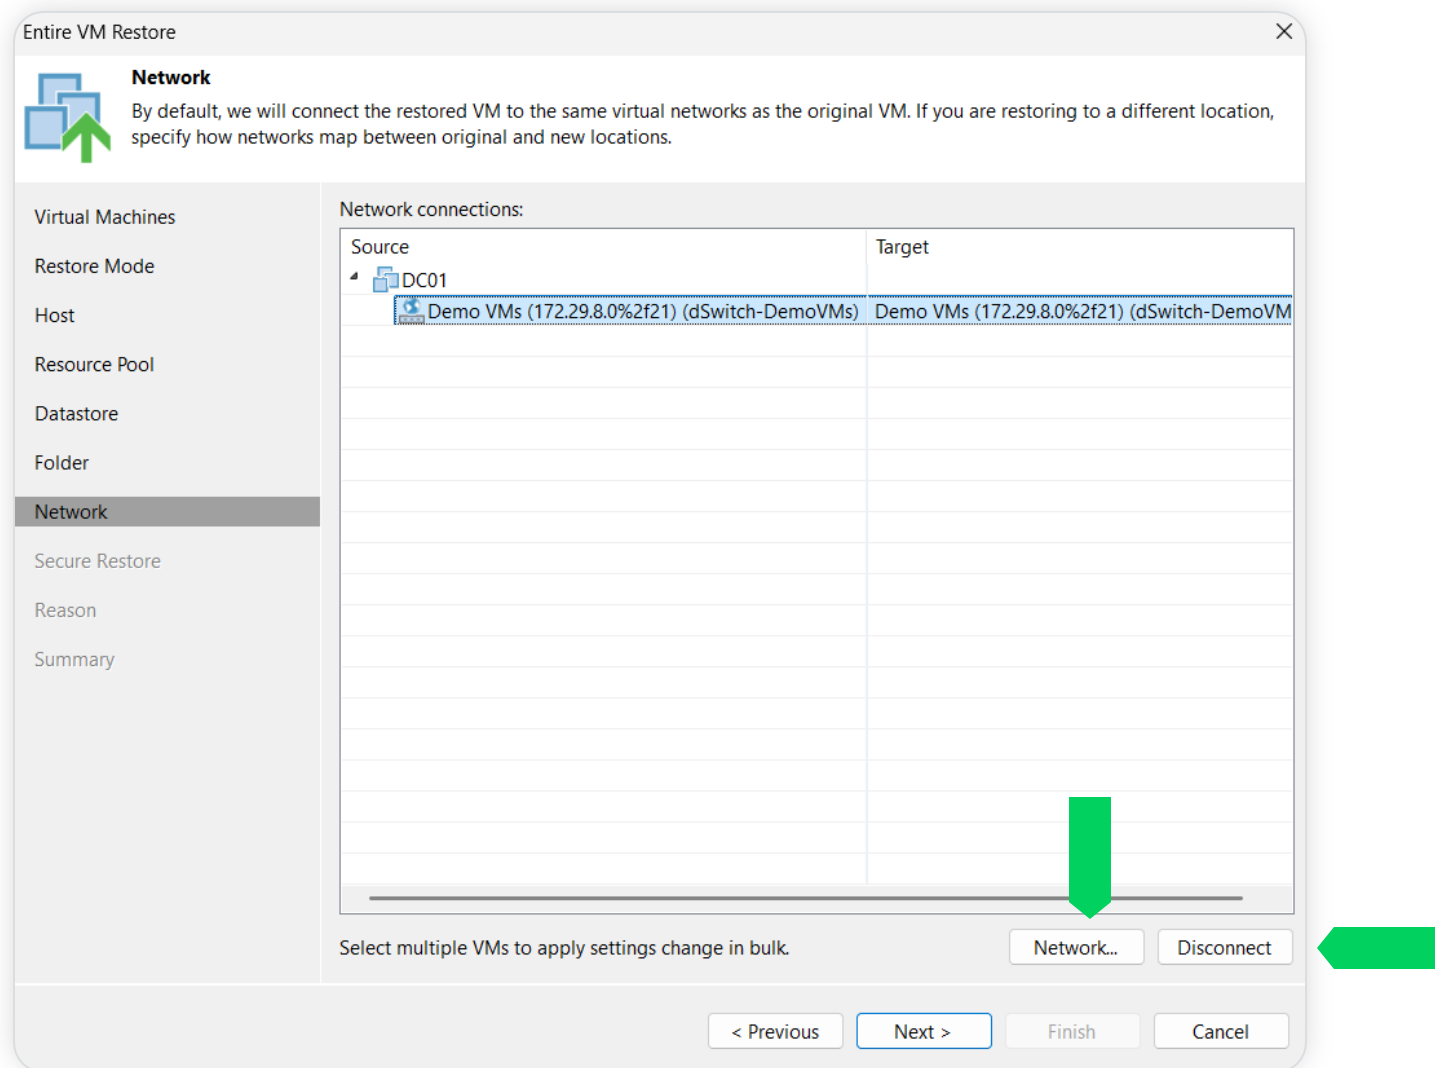 Entire VM Restore
Network
By default, we will connect the restored VM to the same virtual networks as the original VM. If you are restoring to a different location,
specify how networks map between original and new locations.
Virtual Machines
Restore Mode
Host
Resource Pool
Datastore
Folder
Network
Secure Restore
Reason
Summary
Network connections:
Source Target
DC01
Demo VMs (172.29.8.0%2f21) (dSwitch-DemoVMs) Demo VMs (172.29.8.0%2f21) (dSwitch-DemoVM
Select multiple VMs to apply settings change in bulk.
Network... Disconnect
< Previous Next > Finish Cancel